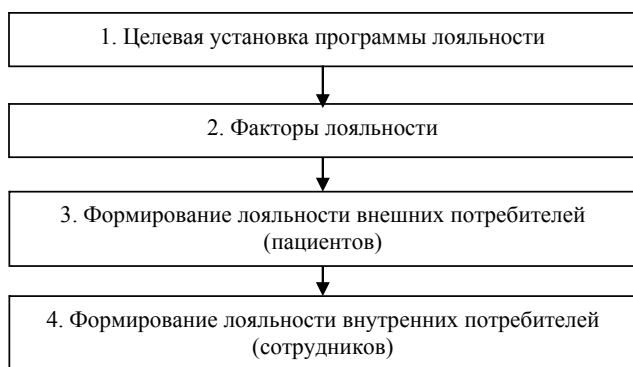 1. Целевая установка программы лояльности
2. Факторы лояльности
3. Формирование лояльности внешних потребителей
(пациентов)
4. Формирование лояльности внутренних потребителей
(сотрудников)